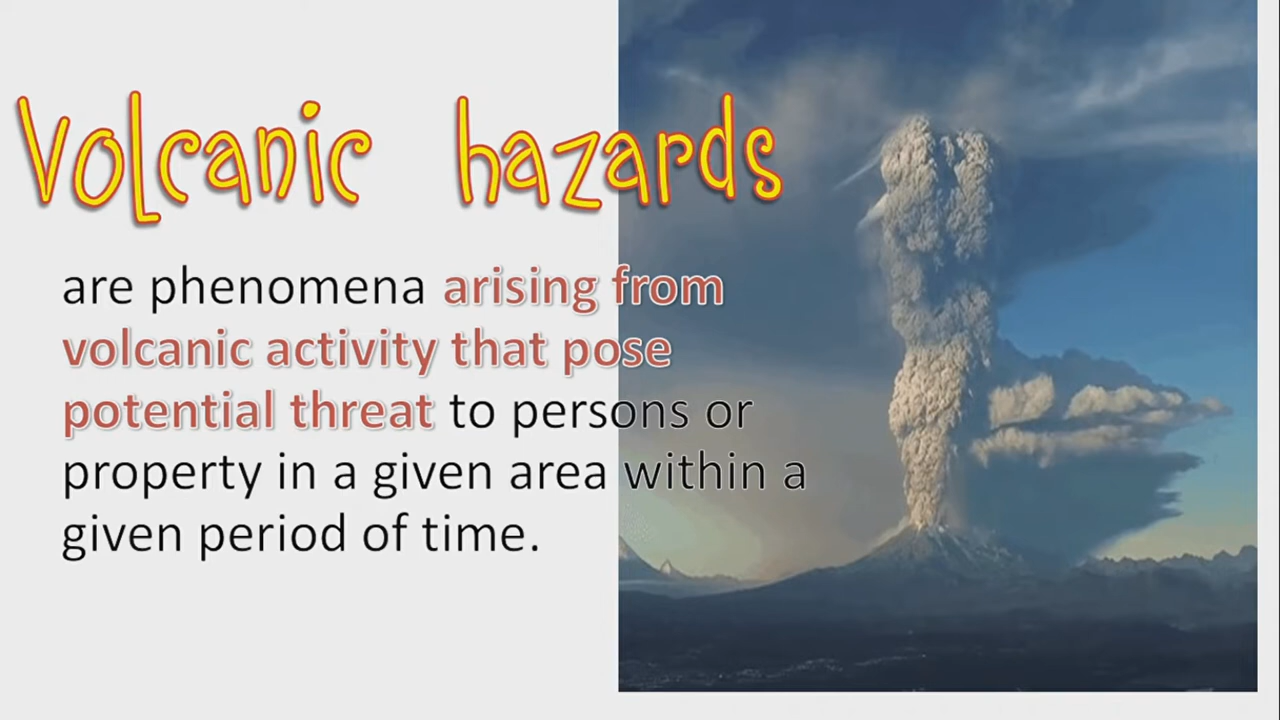 Volcanic hazards
are phenomena arising from
volcanic activity that pose
potential threat to persons or
property in a given area within a
given period of time.